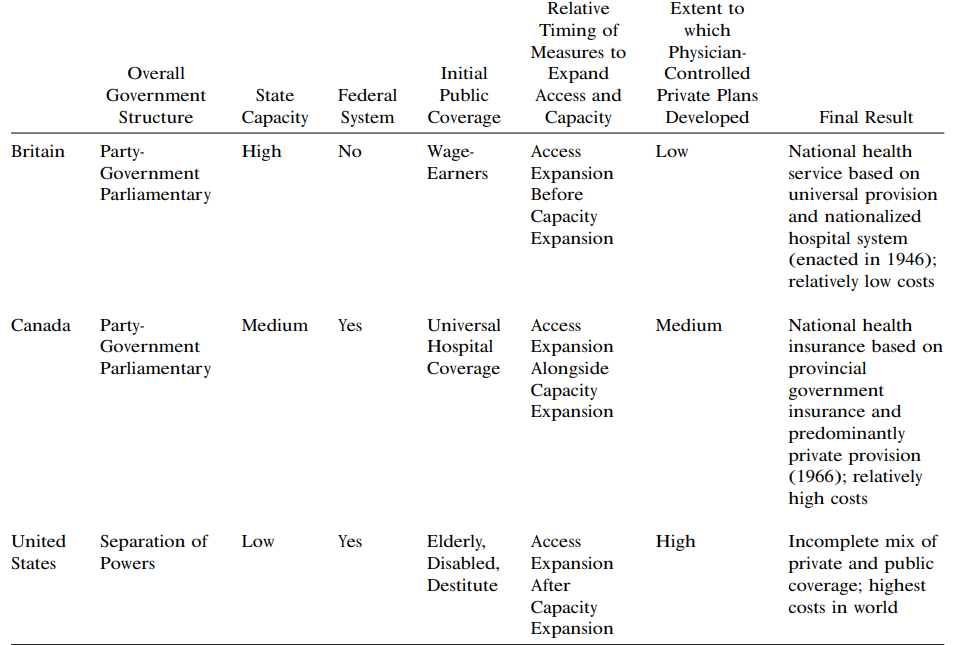 Overall
Government
Structure
State
Capacity
Federal
System
Initial
Public
Coverage
Relative
Timing of
Measures to
Expand
Access and
Capacity
Extent to
which
Physician-
Controlled
Private Plans
Developed
Final Result
Britain
Party-
Government
Parliamentary
High
No
Wage-
Earners
Access
Expansion
Before
Capacity
Expansion
Low
National health
service based on
universal provision
and nationalized
hospital system
(enacted in 1946);
relatively low costs
Canada
Party-
Government
Parliamentary
Medium
Yes
Universal
Hospital
Coverage
Access
Expansion
Alongside
Capacity
Expansion
Medium
National health
insurance based on
provincial
government
insurance and
predominantly
private provision
(1966); relatively
high costs
United
States
Separation of
Powers
Low
Yes
Elderly,
Disabled,
Destitute
Access
Expansion
After
Capacity
Expansion
High
Incomplete mix of
private and public
coverage; highest
costs in world